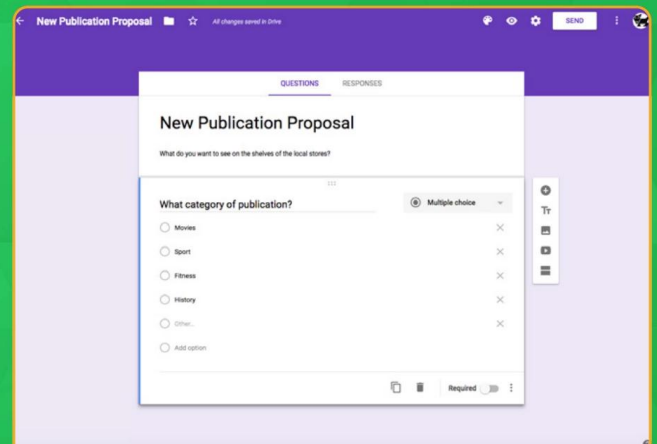 New Publication Proposal All changes saved in Drive SEND
QUESTIONS RESPONSES
New Publication Proposal
What do you want to see on the shelves of the local stores?
What category of publication? Multiple choice
Movies
Sport
Fitness
History
Other...
Add option
Required
Tт